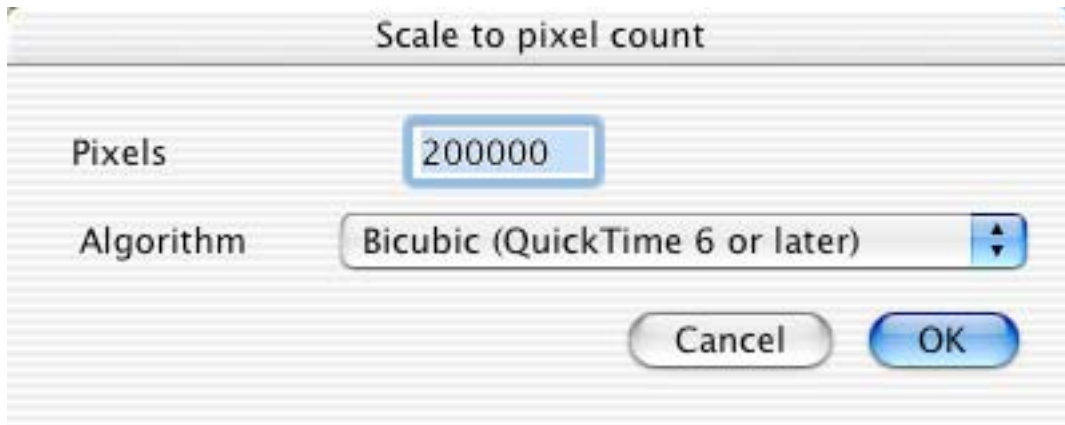 Scale to pixel count
Pixels 200000
Algorithm Bicubic (QuickTime 6 or later)
Cancel OK